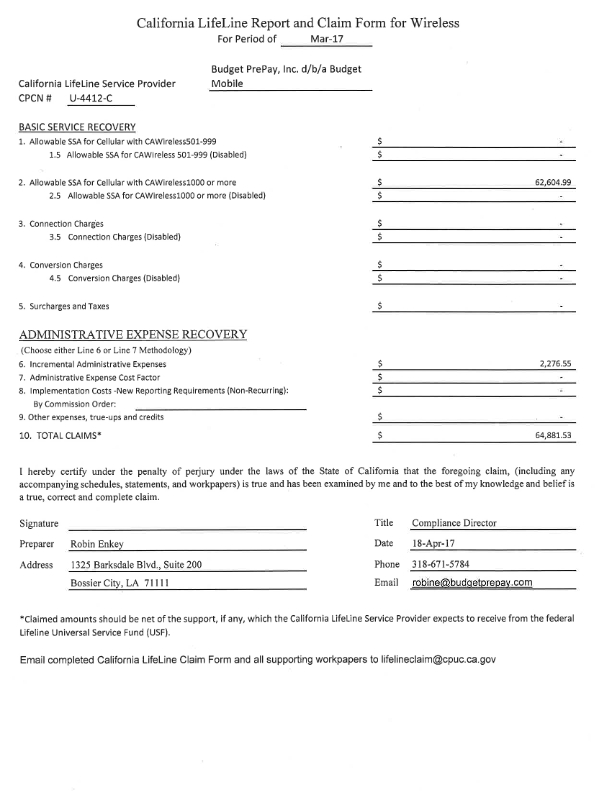 California LifeLine Report and Claim Form for Wireless
For Period of Mar-17
Budget PrePay, Inc. d/b/a Budget
California LifeLine Service Provider Mobile
CPCN # U-4412-C
BASIC SERVICE RECOVERY
1. Allowable SSA for Cellular with CAWireless501-999 $ -
1.5 Allowable SSA for CAWireless 501-999 (Disabled) $ -
2. Allowable SSA for Cellular with CAWireless1000 or more $ 62,604.99
2.5 Allowable SSA for CAWireless1000 or more (Disabled) $ -
3. Connection Charges $ -
3.5 Connection Charges (Disabled) $ -
4. Conversion Charges $ -
4.5 Conversion Charges (Disabled) $ -
5. Surcharges and Taxes $ -
ADMINISTRATIVE EXPENSE RECOVERY
(Choose either Line 6 or Line 7 Methodology)
6. Incremental Administrative Expenses $ 2,276.55
7. Administrative Expense Cost Factor $ -
8. Implementation Costs -New Reporting Requirements (Non-Recurring): $ -
By Commission Order:
9. Other expenses, true-ups and credits $ -
10. TOTAL CLAIMS* $ 64,881.53
I hereby certify under the penalty of perjury under the laws of the State of California that the foregoing claim, (including any
accompanying schedules, statements, and workpapers) is true and has been examined by me and to the best of my knowledge and belief is
a true, correct and complete claim.
Signature Title Compliance Director
Preparer Robin Enkey Date 18-Apr-17
Address 1325 Barksdale Blvd., Suite 200 Phone 318-671-5784
Bossier City, LA 71111 Email robine@budgetprepay.com
*Claimed amounts should be net of the support, if any, which the California LifeLine Service Provider expects to receive from the federal
Lifeline Universal Service Fund (USF).
Email completed California LifeLine Claim Form and all supporting workpapers to lifelineclaim@cpuc.ca.gov